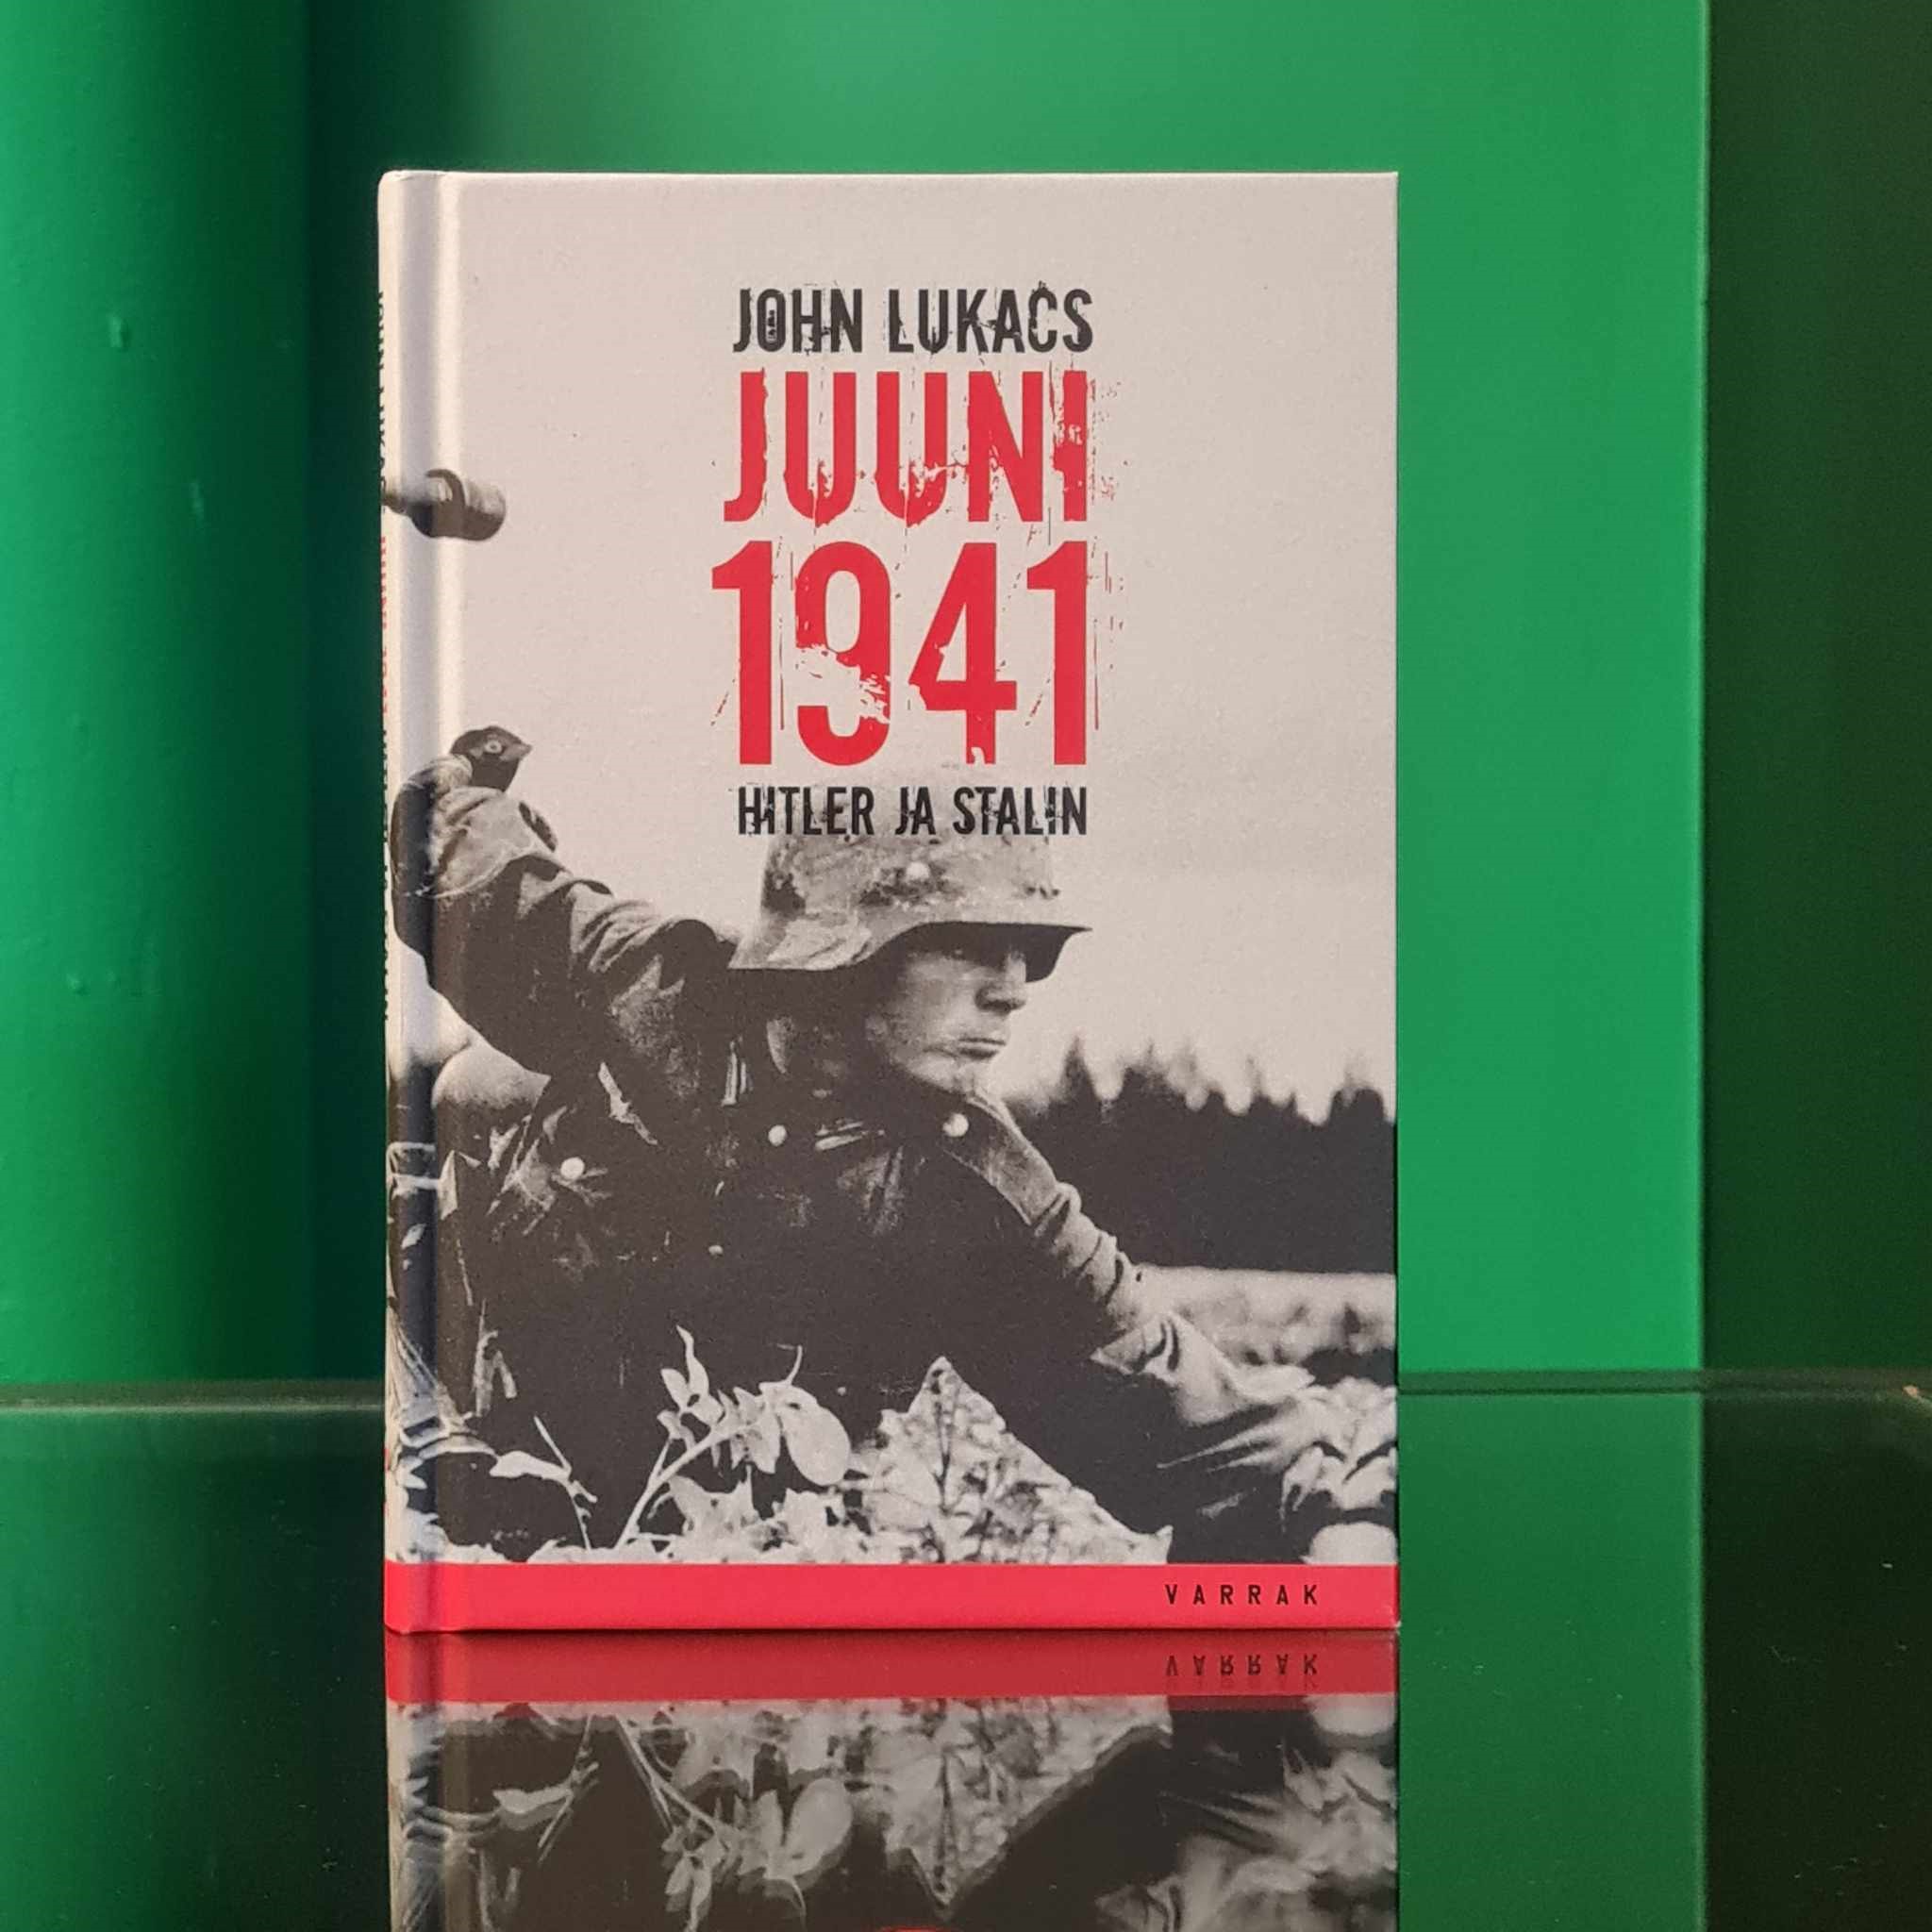 JOHN LUKACS
JUUNI
1941
HITLER JA STALIN
VARRAK